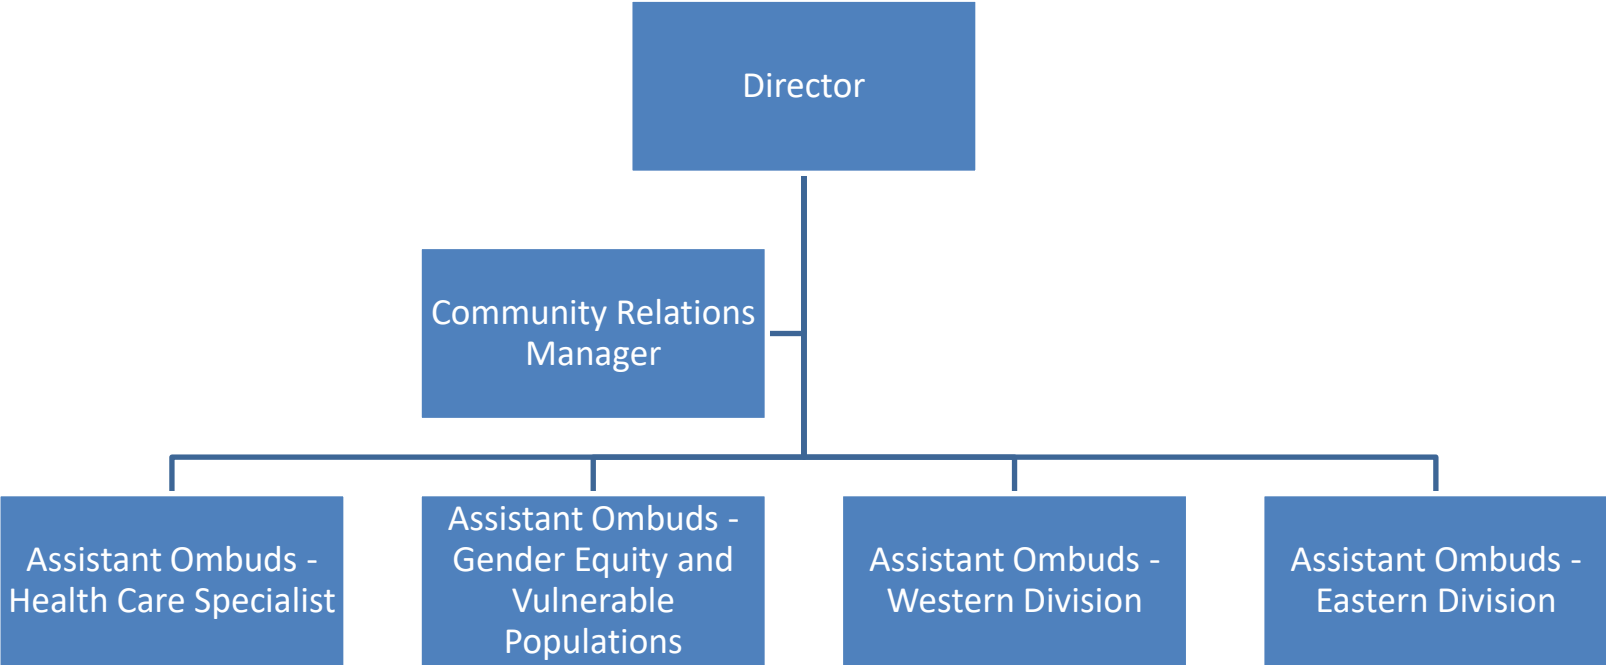 Director
Community Relations
Manager
Assistant Ombuds -
Health Care Specialist
Assistant Ombuds -
Gender Equity and
Vulnerable
Populations
Assistant Ombuds -
Western Division
Assistant Ombuds -
Eastern Division